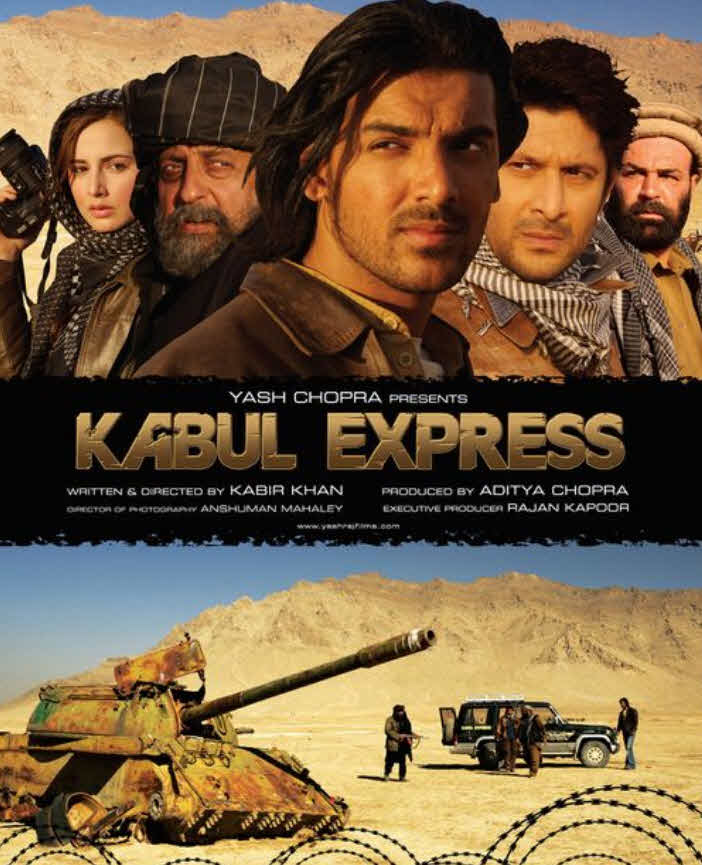 YASH CHOPRA PRESENTS
KABUL EXPRESS
WRITTEN & DIRECTED BY KABIR KHAN
PRODUCED BY ADITYA CHOPRA
DIRECTOR OF PHOTOGRAPHY ANSHUMAN MAHALEY
EXECUTIVE PRODUCER RAJAN KAPOOR
www.yashrajfilms.com